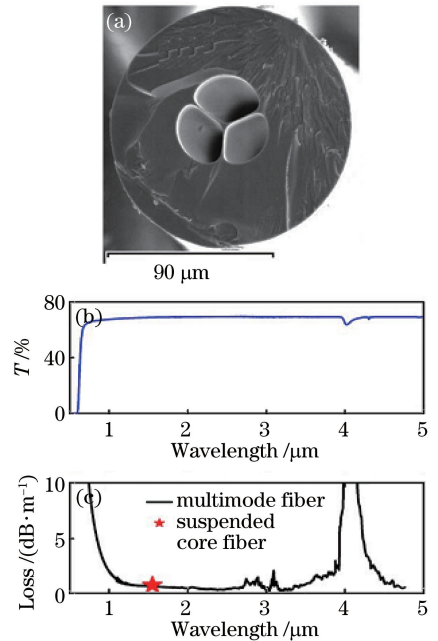 (a)
90 μm
80
(b)
40
0
T /%
1 2 3 4 5
Wavelength /μm
10
(c)
multimode fiber
suspended
core fiber
5
0
Loss /(dB·m⁻¹)
1 2 3 4 5
Wavelength /μm